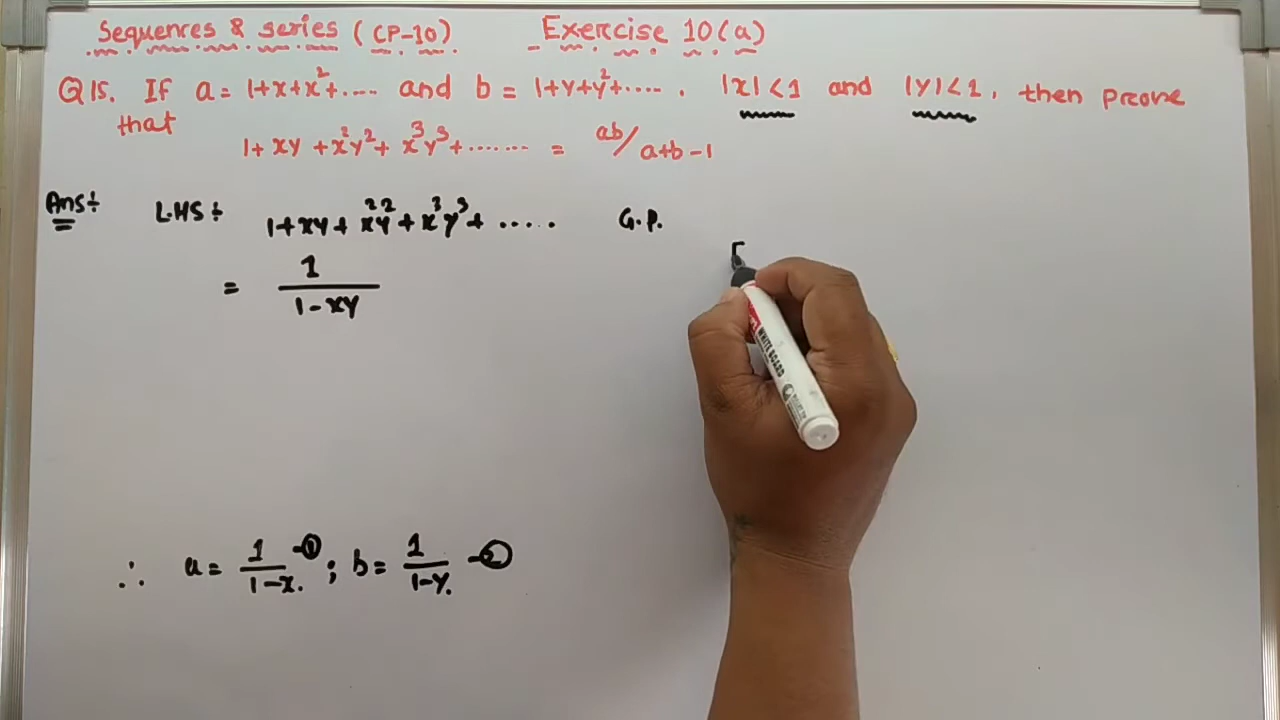 Sequences & series (CP-10). Exercise 10(a)
Q15. If a = 1+x+x²+.... and b = 1+y+y²+..... |x|<1 and |y|<1, then prove
that
1+xy+x²y²+x³y³+....... = ab/a+b-1
Ans÷ L.H.S÷ 1+xy+x²y²+x³y³+..... G.P.
= 1/1-xy
∴ a = 1/1-x. -① ; b = 1/1-y. -②
WHITE BOARD